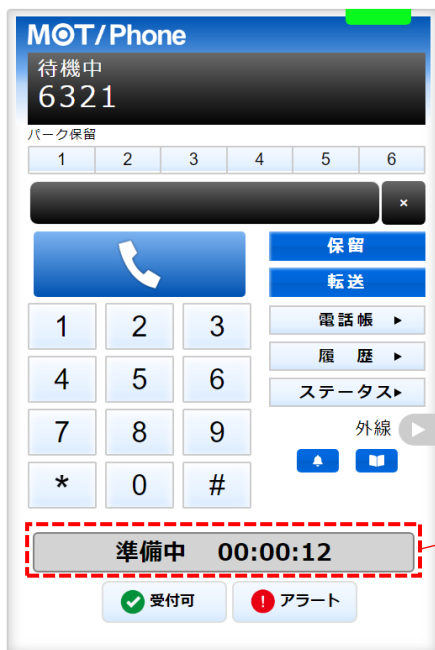 MOT/Phone
待機中
6321
パーク保留
1 2 3 4 5 6
×
保留
転送
1 2 3
電話帳 ▶
履 歴 ▶
4 5 6
ステータス▶
7 8 9
外線
* 0 #
準備中 00:00:12
受付可 アラート